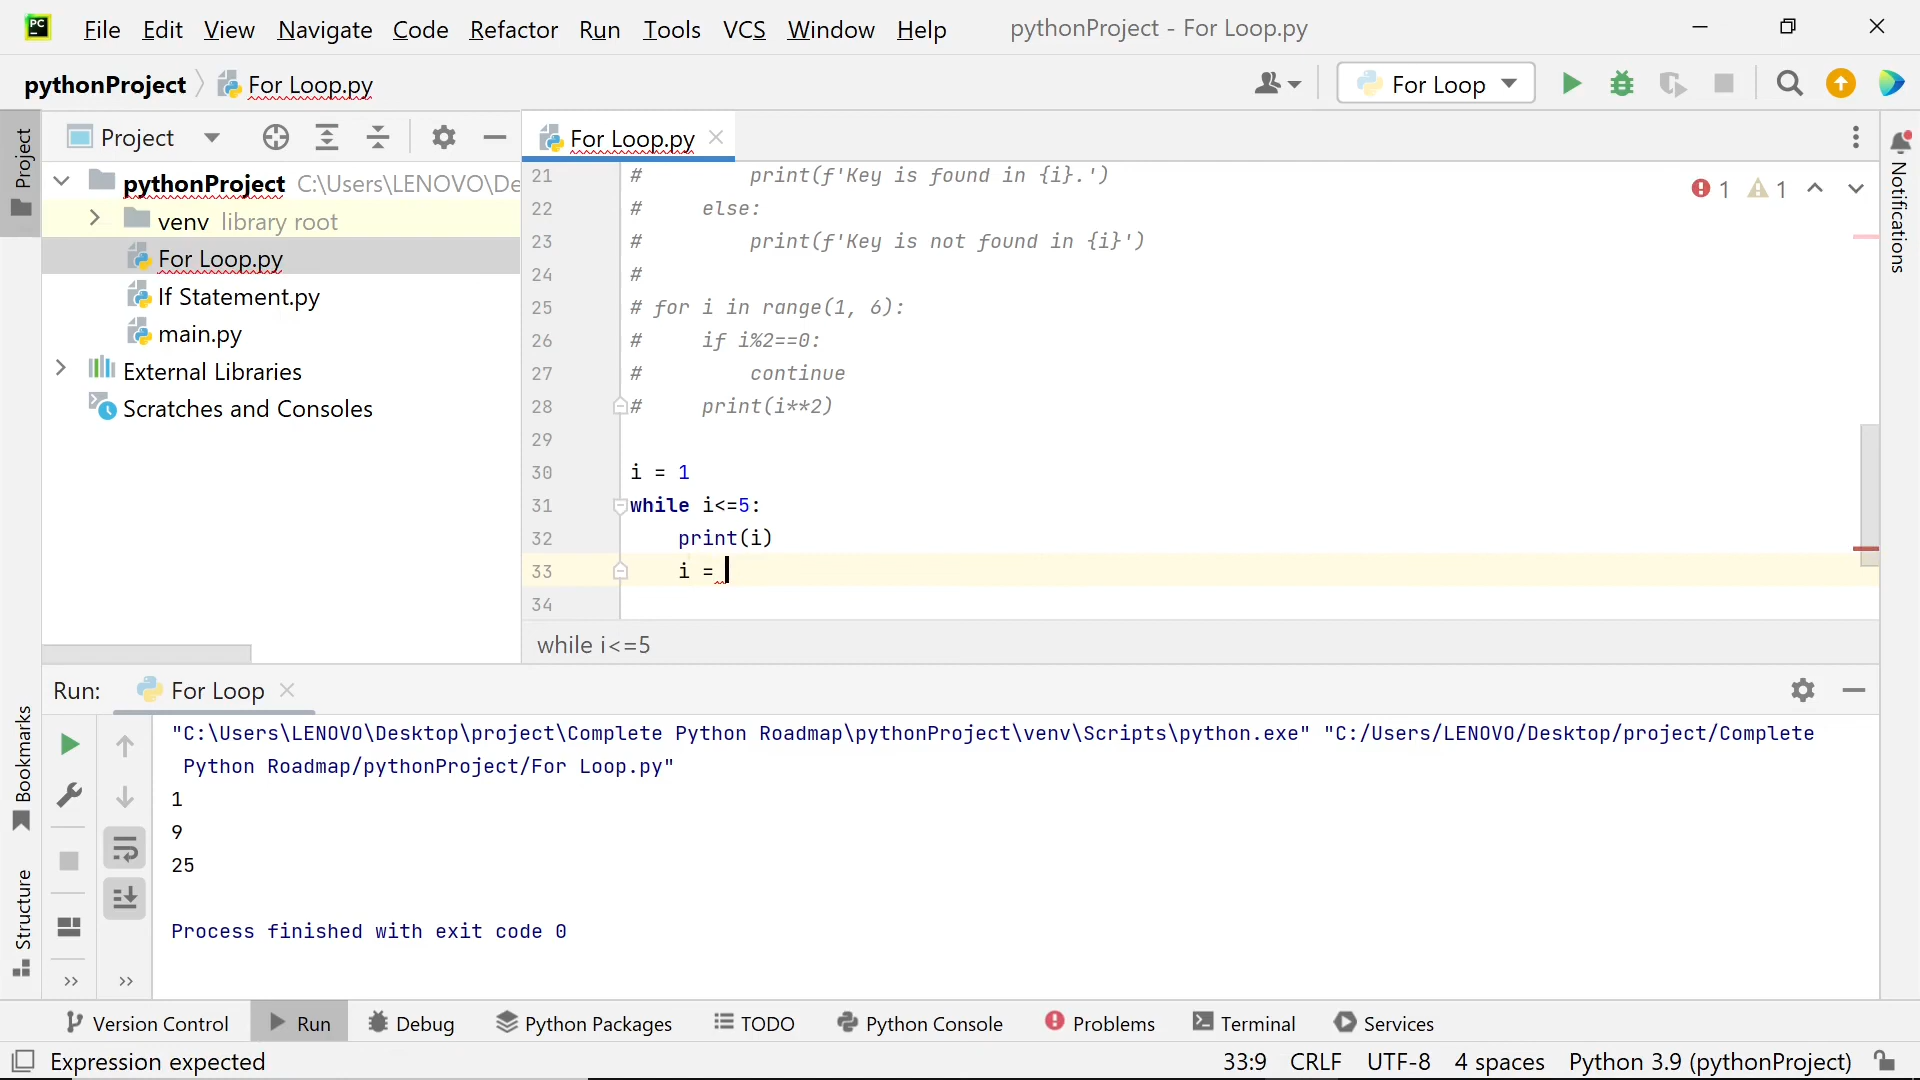 PC File Edit View Navigate Code Refactor Run Tools VCS Window Help pythonProject - For Loop.py
pythonProject For Loop.py For Loop
Project
Project
For Loop.py
pythonProject C:\Users\LENOVO\De
venv library root
For Loop.py
If Statement.py
main.py
External Libraries
Scratches and Consoles
21 # print(f'Key is found in {i}.')
22 # else:
23 # print(f'Key is not found in {i}')
24 #
25 # for i in range(1, 6):
26 # if i%2==0:
27 # continue
28 # print(i**2)
29
30 i = 1
31 while i<=5:
32 print(i)
33 i =
34
1 1
Notifications
while i<=5
Run: For Loop
"C:\Users\LENOVO\Desktop\project\Complete Python Roadmap\pythonProject\venv\Scripts\python.exe" "C:/Users/LENOVO/Desktop/project/Complete
Python Roadmap/pythonProject/For Loop.py"
1
9
25
Process finished with exit code 0
Bookmarks
Structure
Version Control Run Debug Python Packages TODO Python Console Problems Terminal Services
Expression expected 33:9 CRLF UTF-8 4 spaces Python 3.9 (pythonProject)